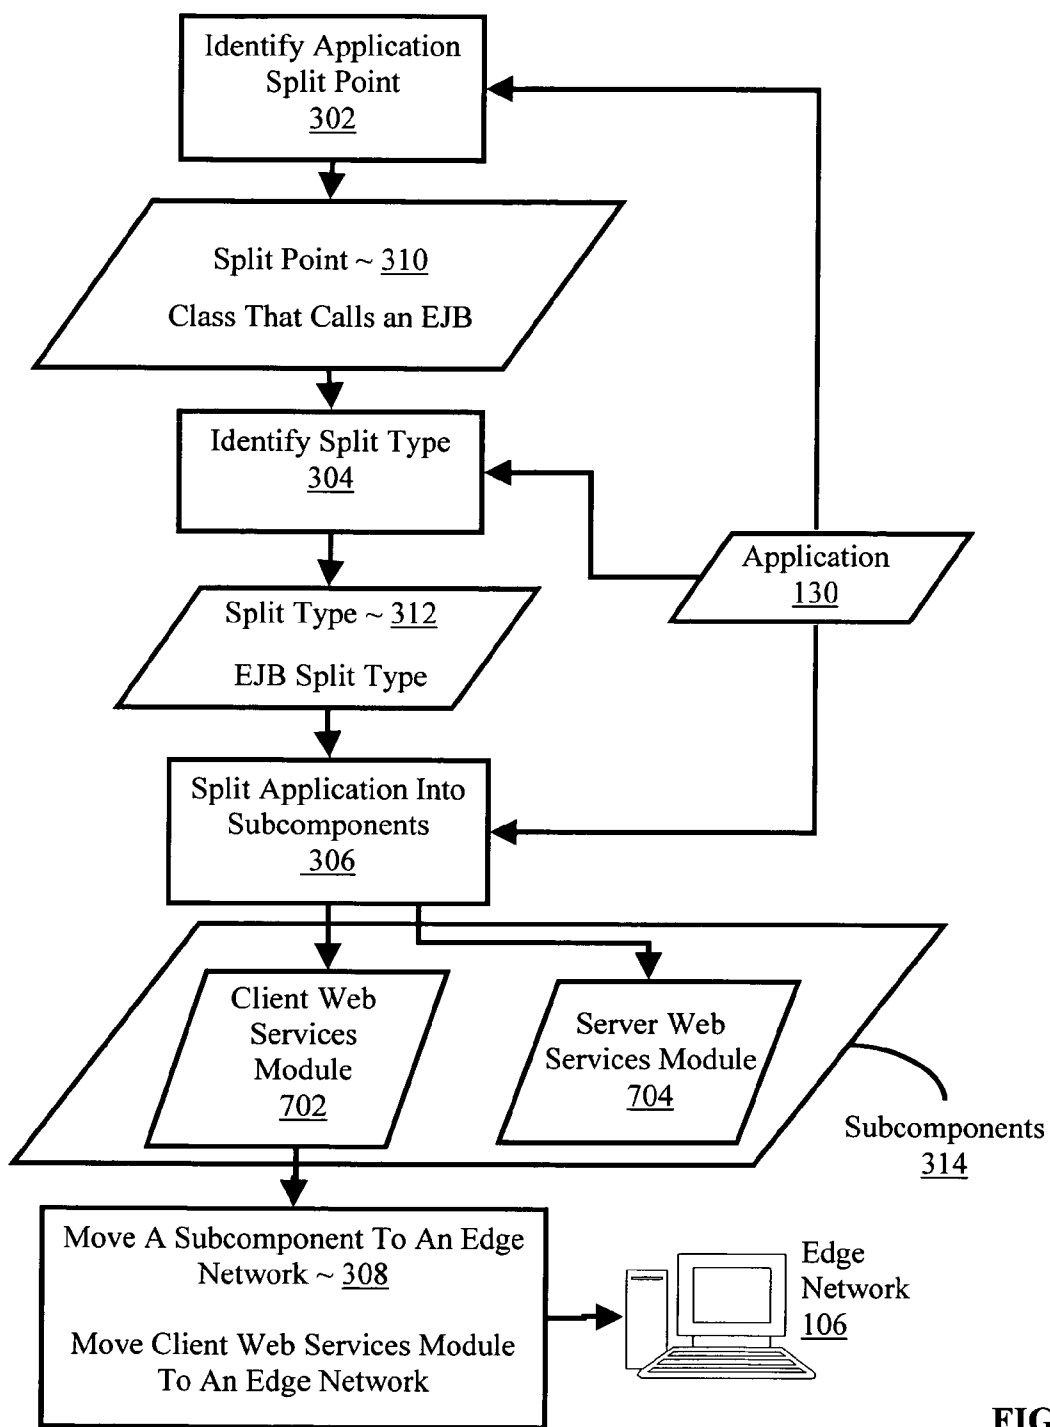 Identify Application
Split Point
302
Split Point ~ 310
Class That Calls an EJB
Identify Split Type
304
Application
130
Split Type ~ 312
EJB Split Type
Split Application Into
Subcomponents
306
Client Web
Services
Module
702
Server Web
Services Module
704
Subcomponents
314
Move A Subcomponent To An Edge
Network ~ 308
Move Client Web Services Module
To An Edge Network
Edge
Network
106
FIG